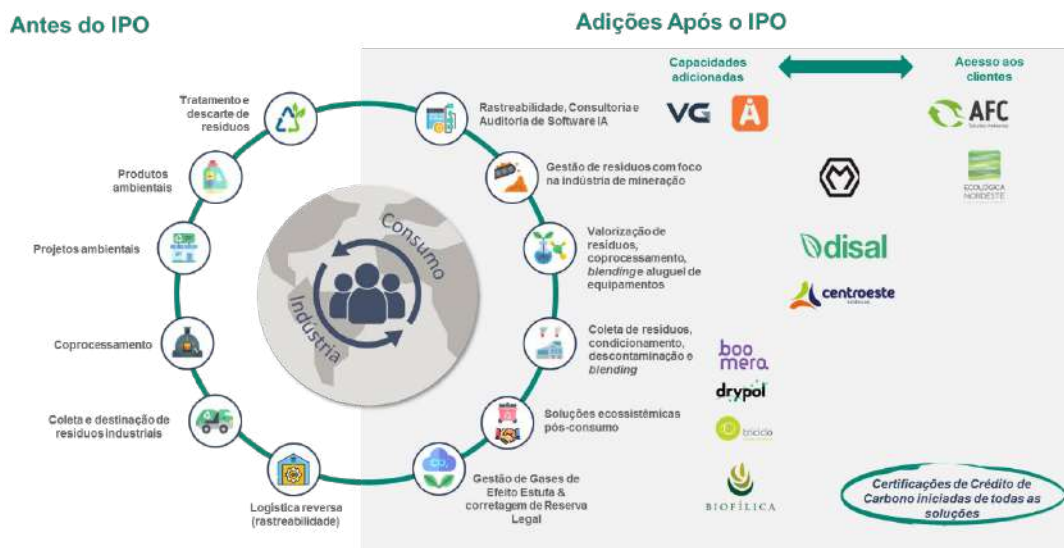 Antes do IPO
Adições Após o IPO
Capacidades
adicionadas
Acesso aos
clientes
Tratamento e
descarte de
resíduos
Produtos
ambientais
Projetos ambientais
Coprocessamento
Coleta e destinação de
resíduos industriais
Logística reversa
(rastreabilidade)
Consumo
Indústria
Rastreabilidade, Consultoria e
Auditoria de Software IA
Gestão de resíduos com foco
na indústria de mineração
Valorização de
resíduos,
coprocessamento,
blending e aluguel de
equipamentos
Coleta de resíduos,
condicionamento,
descontaminação e
blending
Soluções ecossistêmicas
pós-consumo
Gestão de Gases de
Efeito Estufa &
corretagem de Reserva
Legal
VG
AFC
ECOLÓGICA
NORDESTE
disal
centroeste
boo
mera
drypol
triciclo
BIOFÍLICA
Certificações de Crédito de
Carbono iniciadas de todas as
soluções